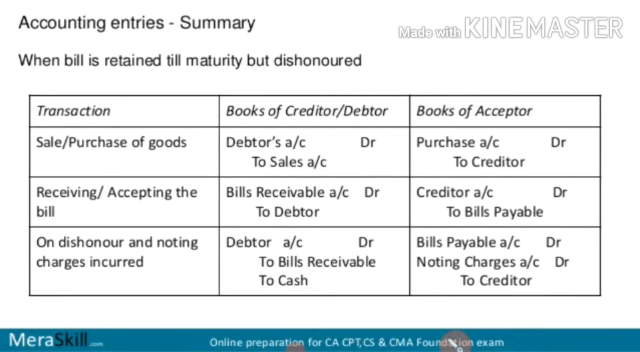 Accounting entries - Summary
Made with KINEMASTER
When bill is retained till maturity but dishonoured
Transaction Books of Creditor/Debtor Books of Acceptor
Sale/Purchase of goods Debtor's a/c Dr Purchase a/c Dr
To Sales a/c To Creditor
Receiving/ Accepting the Bills Receivable a/c Dr Creditor a/c Dr
bill To Debtor To Bills Payable
On dishonour and noting Debtor a/c Dr Bills Payable a/c Dr
charges incurred To Bills Receivable Noting Charges a/c Dr
To Cash To Creditor
MeraSkill.com Online preparation for CA CPT,CS & CMA Foundation exam